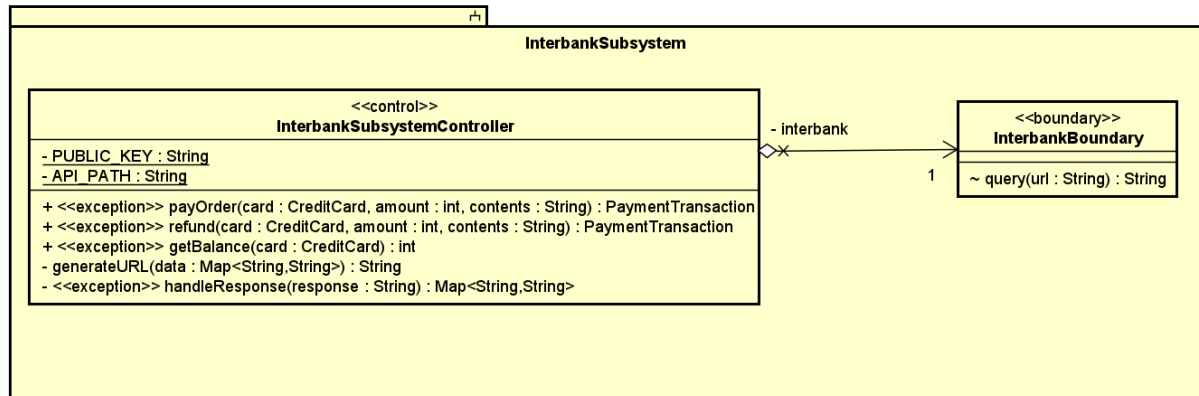 InterbankSubsystem
<<control>>
InterbankSubsystemController
- PUBLIC_KEY : String
- API_PATH : String
+ <<exception>> payOrder(card : CreditCard, amount : int, contents : String) : PaymentTransaction
+ <<exception>> refund(card : CreditCard, amount : int, contents : String) : PaymentTransaction
+ <<exception>> getBalance(card : CreditCard) : int
- generateURL(data : Map<String,String>) : String
- <<exception>> handleResponse(response : String) : Map<String,String>
- interbank
1
<<boundary>>
InterbankBoundary
~ query(url : String) : String